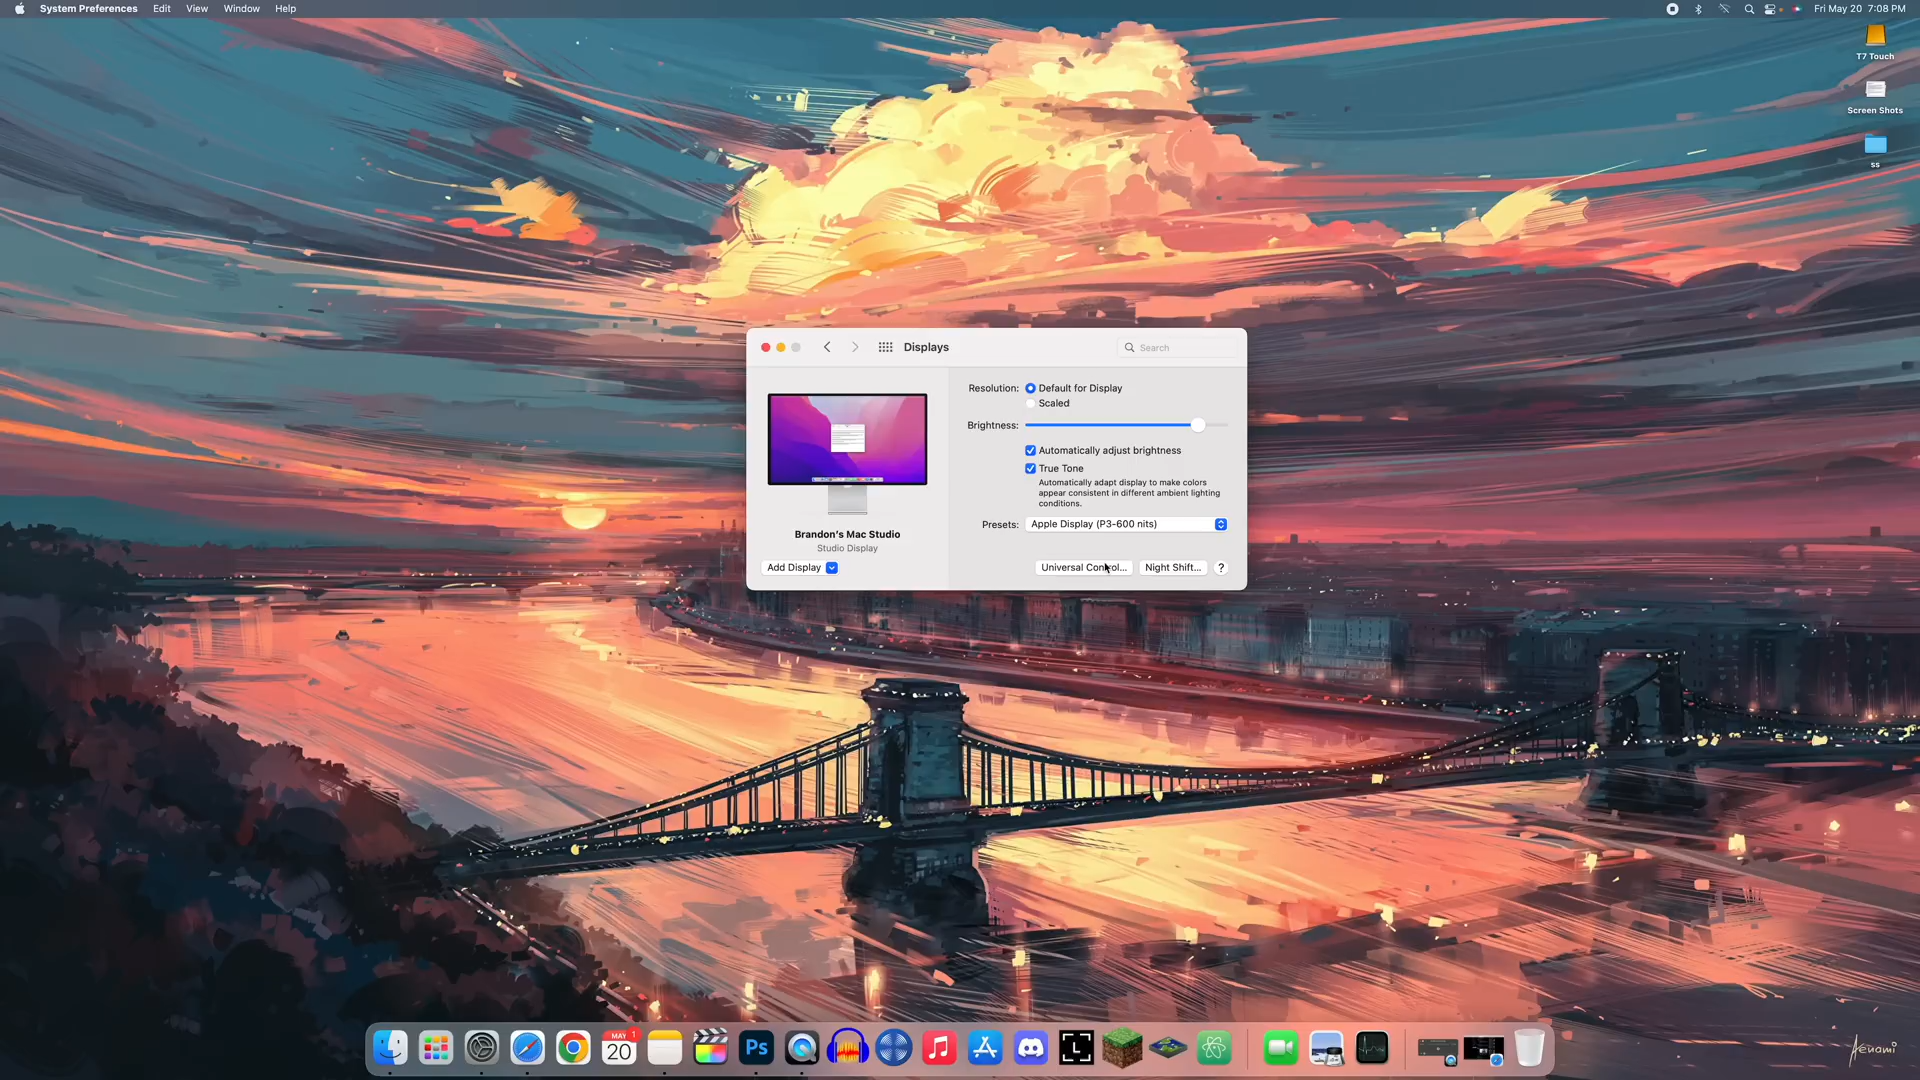 System Preferences Edit View Window Help
Fri May 20 7:08 PM
T7 Touch
Screen Shots
ss
Displays
Search
Resolution: Default for Display
Scaled
Brightness:
Automatically adjust brightness
True Tone
Automatically adapt display to make colors
appear consistent in different ambient lighting
conditions.
Presets: Apple Display (P3-600 nits)
Brandon's Mac Studio
Studio Display
Add Display
Universal Control...
Night Shift...
?
MAY 1
20
Ps
L
Aenami